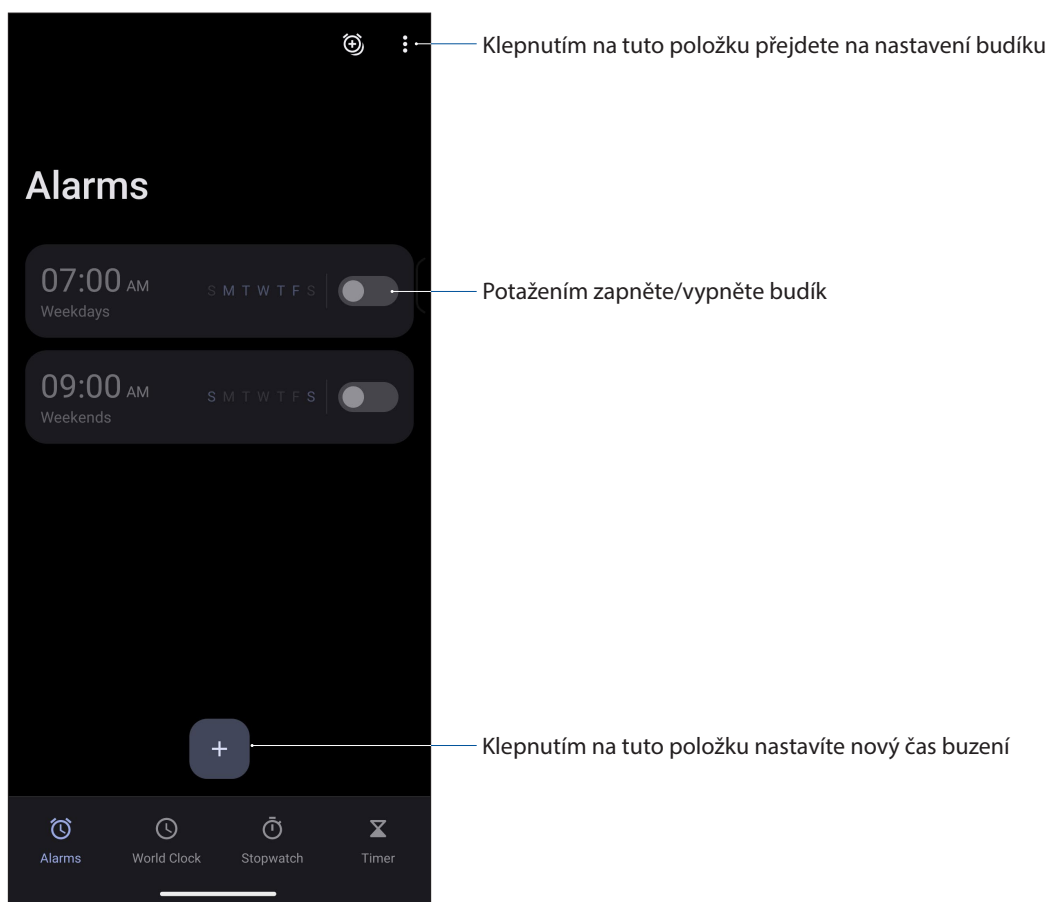 Klepnutím na tuto položku přejdete na nastavení budíku
Alarms
07:00 AM
S M T W T F S
Weekdays
Potažením zapněte/vypněte budík
09:00 AM
S M T W T F S
Weekends
+
Klepnutím na tuto položku nastavíte nový čas buzení
Alarms
World Clock
Stopwatch
Timer